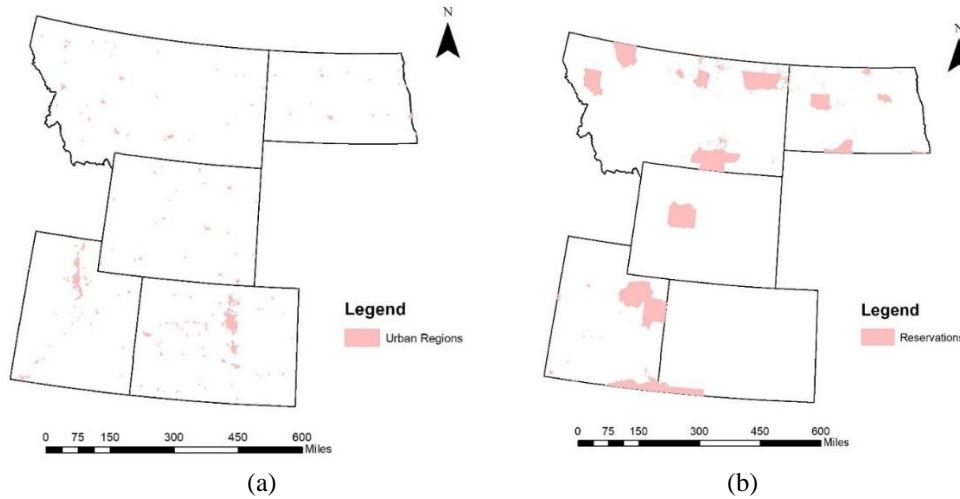 N
Legend
Urban Regions
0 75 150 300 450 600
Miles
(a)
N
Legend
Reservations
0 75 150 300 450 600
Miles
(b)